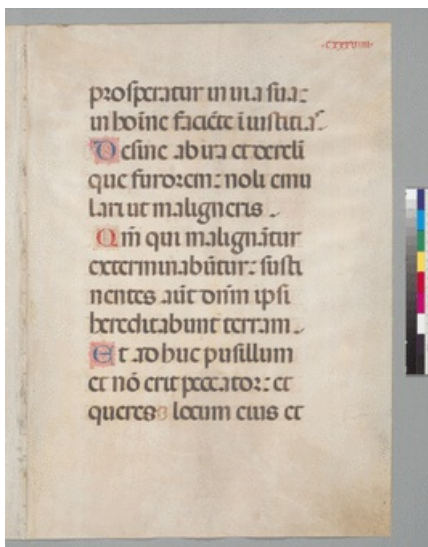 prosperatur in uia sua:
in hoīne faciēte iniustitias.
Desine ab ira et dereli
que furorem: noli emu
lari ut maligneris.
Qm̄ qui malignātur
exterminabūtur: susti
nentes aūt dn̄m ipsi
hereditabunt terram.
Et adhuc pusillum
et nō erit peccator: et
queres locum eius et